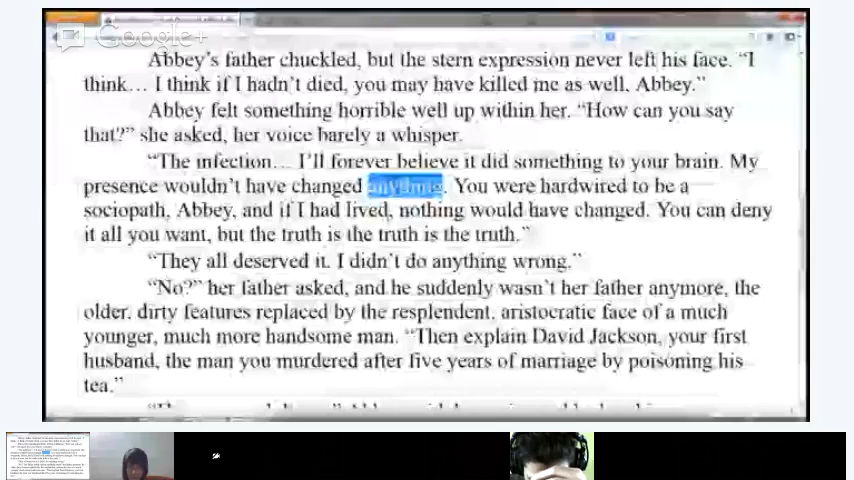 Google+
Abbey's father chuckled, but the stern expression never left his face. “I
think… I think if I hadn't died, you may have killed me as well, Abbey.”
Abbey felt something horrible well up within her. “How can you say
that?” she asked, her voice barely a whisper.
“The infection… I'll forever believe it did something to your brain. My
presence wouldn't have changed anything. You were hardwired to be a
sociopath, Abbey, and if I had lived, nothing would have changed. You can deny
it all you want, but the truth is the truth is the truth.”
“They all deserved it. I didn't do anything wrong.”
“No?” her father asked, and he suddenly wasn't her father anymore, the
older, dirty features replaced by the resplendent, aristocratic face of a much
younger, much more handsome man. “Then explain David Jackson, your first
husband, the man you murdered after five years of marriage by poisoning his
tea.”